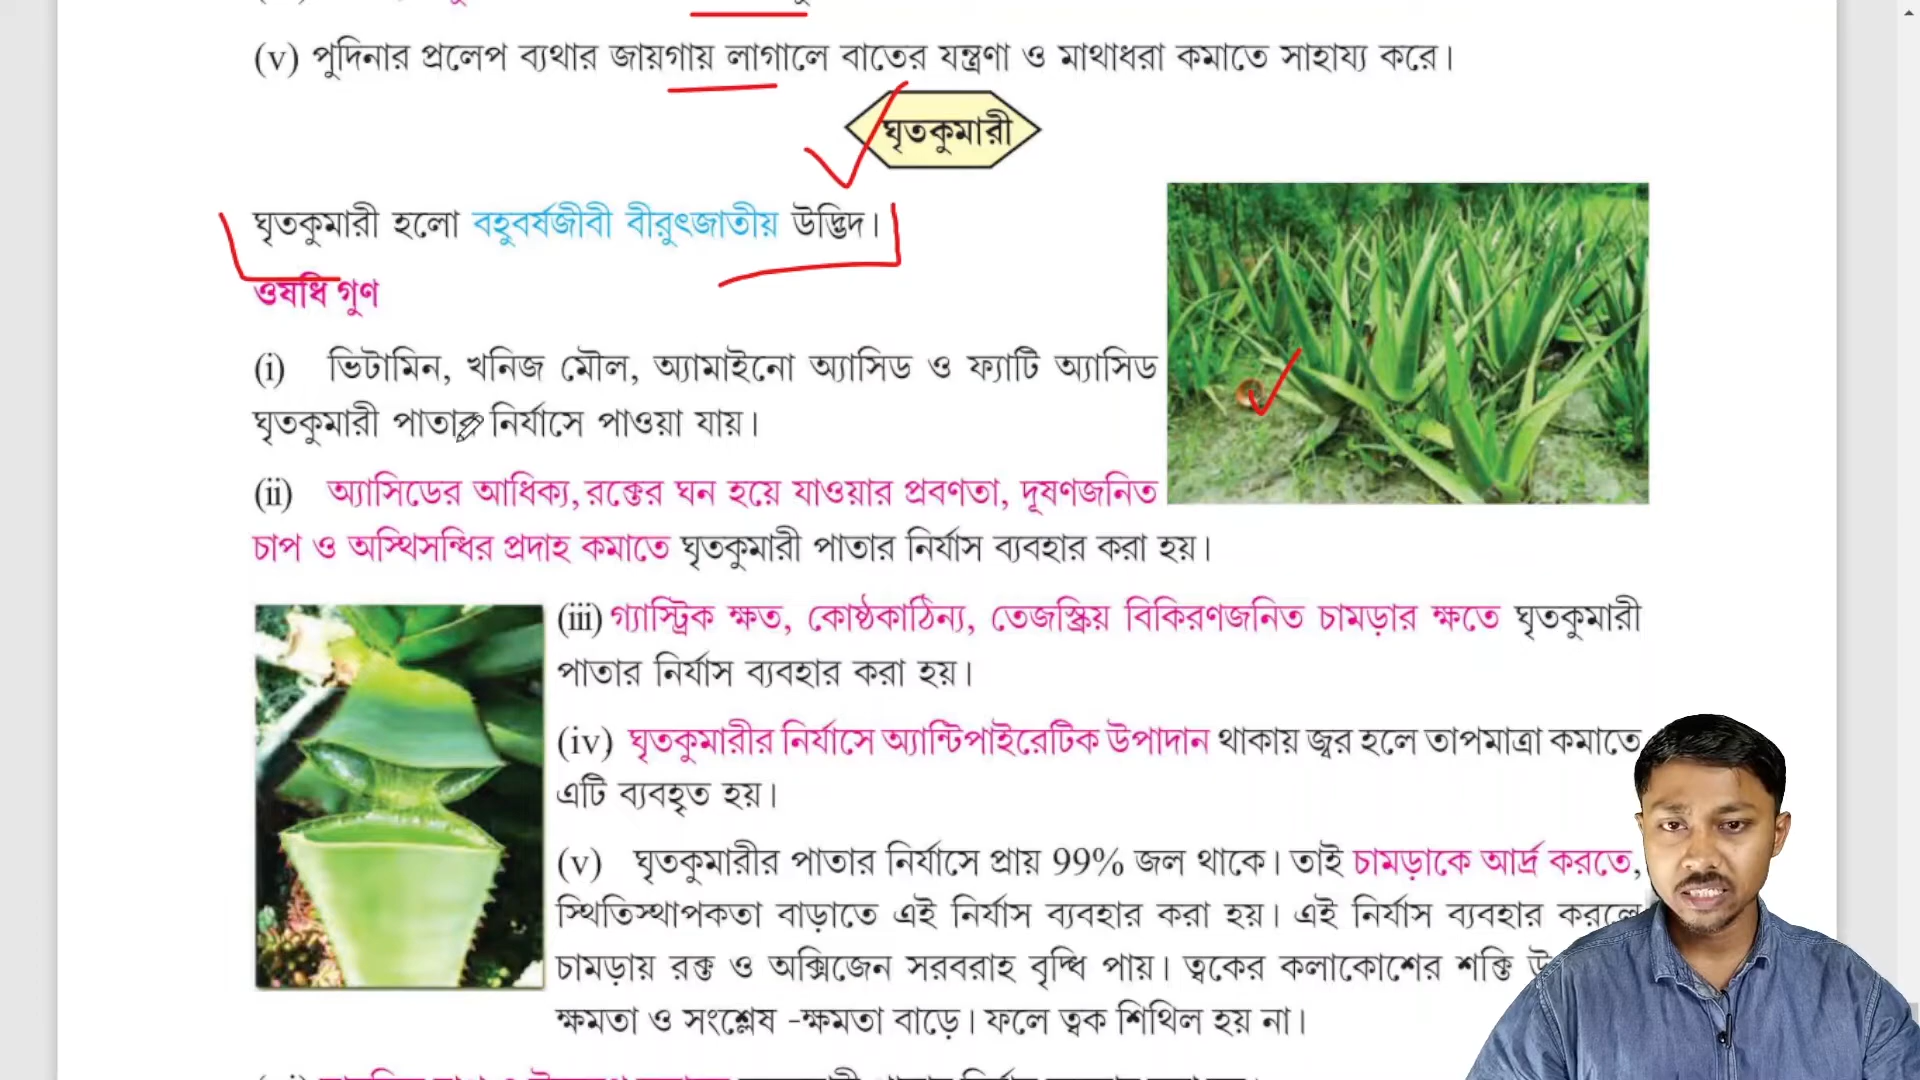 (v) পুদিনার প্রলেপ ব্যথার জায়গায় লাগালে বাতের যন্ত্রণা ও মাথাধরা কমাতে সাহায্য করে।
ঘৃতকুমারী
ঘৃতকুমারী হলো বহুবর্ষজীবী বীরুৎজাতীয় উদ্ভিদ।
ওষধি গুণ
(i) ভিটামিন, খনিজ মৌল, অ্যামাইনো অ্যাসিড ও ফ্যাটি অ্যাসিড
ঘৃতকুমারী পাতার নির্যাসে পাওয়া যায়।
(ii) অ্যাসিডের আধিক্য, রক্তের ঘন হয়ে যাওয়ার প্রবণতা, দূষণজনিত
চাপ ও অস্থিসন্ধির প্রদাহ কমাতে ঘৃতকুমারী পাতার নির্যাস ব্যবহার করা হয়।
(iii) গ্যাস্ট্রিক ক্ষত, কোষ্ঠকাঠিন্য, তেজস্ক্রিয় বিকিরণজনিত চামড়ার ক্ষতে ঘৃতকুমারী
পাতার নির্যাস ব্যবহার করা হয়।
(iv) ঘৃতকুমারীর নির্যাসে অ্যান্টিপাইরেটিক উপাদান থাকায় জ্বর হলে তাপমাত্রা কমাতে
এটি ব্যবহৃত হয়।
(v) ঘৃতকুমারীর পাতার নির্যাসে প্রায় 99% জল থাকে। তাই চামড়াকে আর্দ্র করতে,
স্থিতিস্থাপকতা বাড়াতে এই নির্যাস ব্যবহার করা হয়। এই নির্যাস ব্যবহার করলে
চামড়ায় রক্ত ও অক্সিজেন সরবরাহ বৃদ্ধি পায়। ত্বকের কলাকোশের শক্তি
ক্ষমতা ও সংশ্লেষ -ক্ষমতা বাড়ে। ফলে ত্বক শিথিল হয় না।